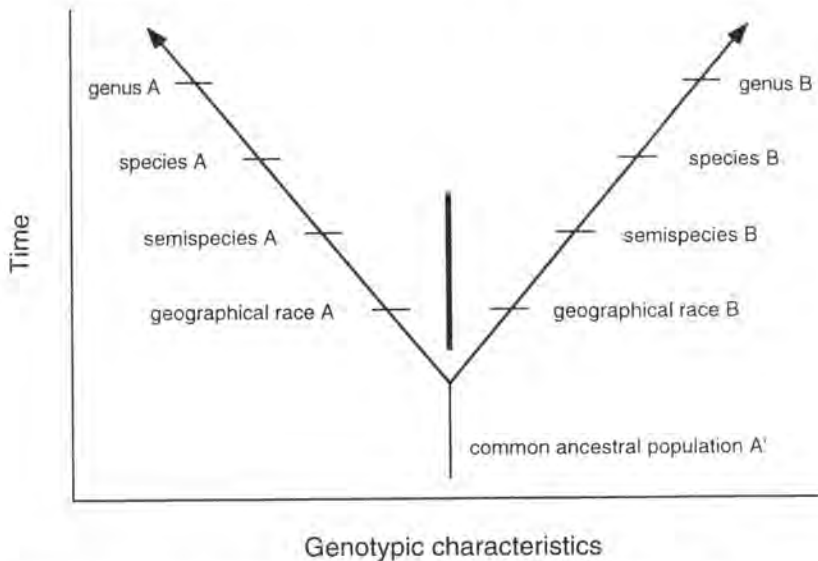 genus A
genus B
species A
species B
semispecies A
semispecies B
geographical race A
geographical race B
common ancestral population A'
Time
Genotypic characteristics